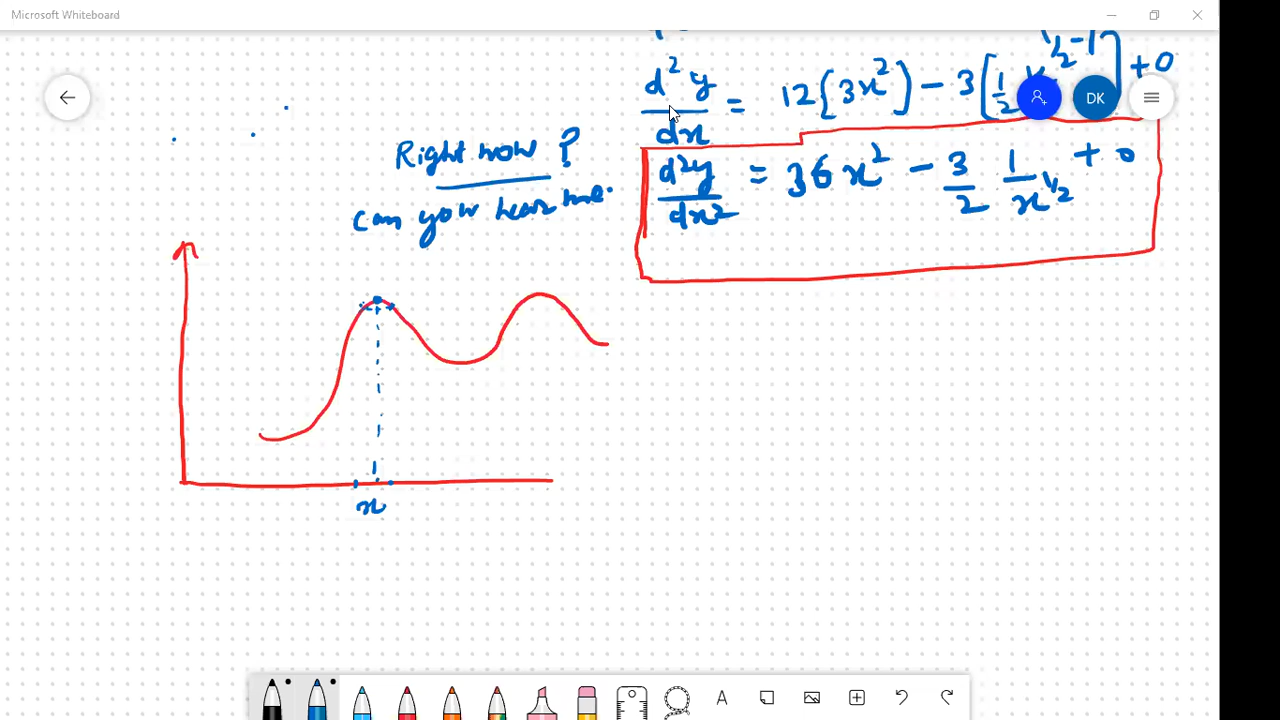 Microsoft Whiteboard
d²y/dx = 12[3x²] - 3[1/2 x^(1/2-1)] + 0
DK
Right now ?
can you hear me.
d²y/dx² = 36x² - 3/2 1/x^(1/2) + 0
x
A